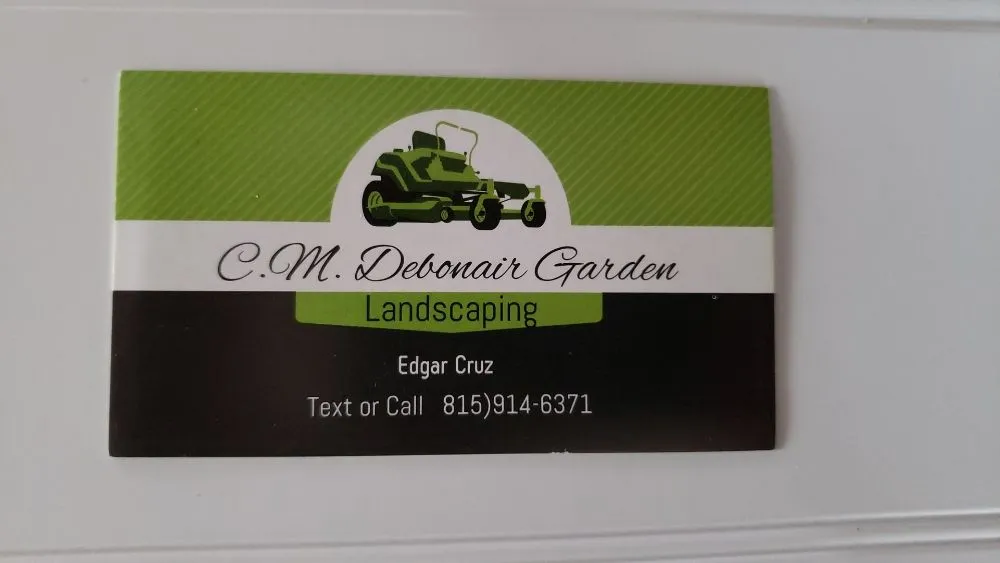 C.M. Debonair Garden
Landscaping
Edgar Cruz
Text or Call 815)914-6371